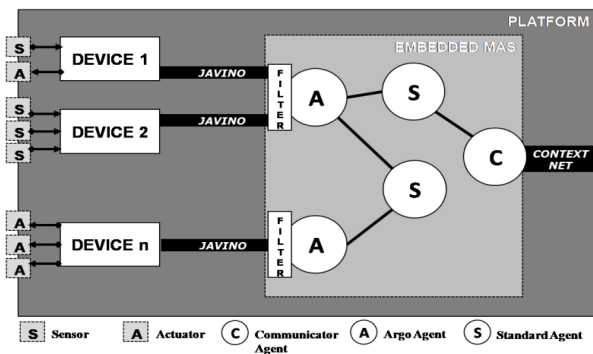 PLATFORM
EMBEDDED MAS
S
A
DEVICE 1
JAVINO
FILTER
A
S
S
S
S
DEVICE 2
JAVINO
C
CONTEXT NET
S
A
A
A
DEVICE n
JAVINO
FILTER
A
S Sensor
A Actuator
C Communicator Agent
A Argo Agent
S Standard Agent